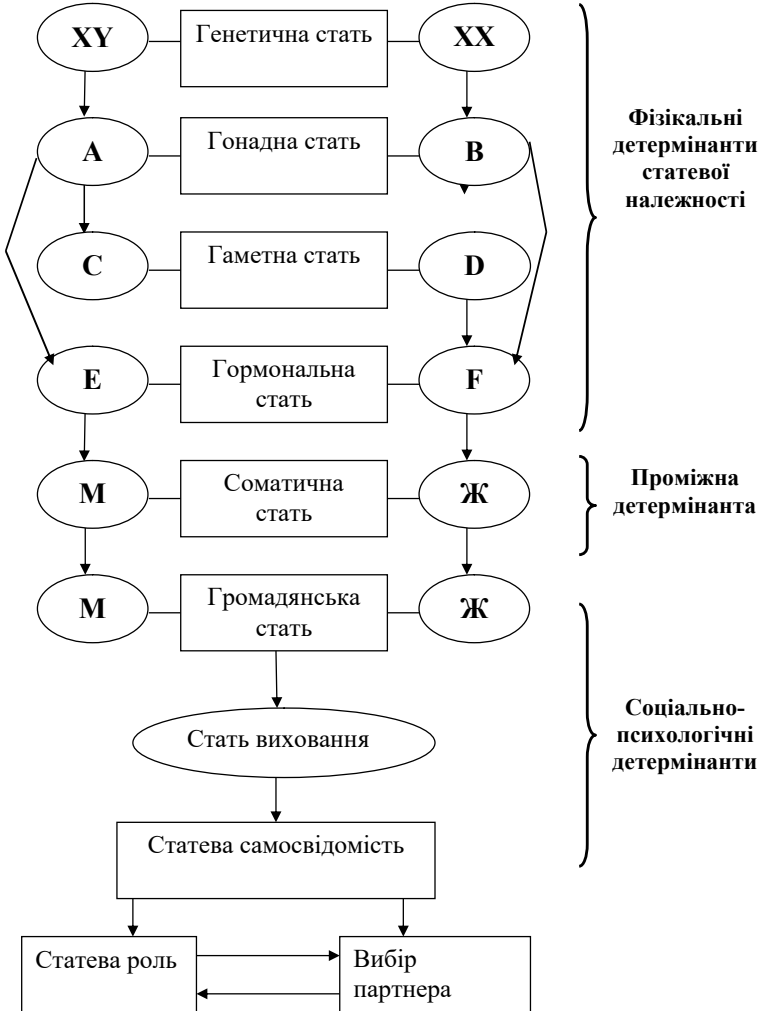 XY
Генетична стать
XX
A
Гонадна стать
B
C
Гаметна стать
D
E
Гормональна
стать
F
М
Соматична
стать
Ж
М
Громадянська
стать
Ж
Стать виховання
Статева самосвідомість
Статева роль
Вибір
партнера
Фізікальні
детермінанти
статевої
належності
Проміжна
детермінанта
Соціально-
психологічні
детермінанти